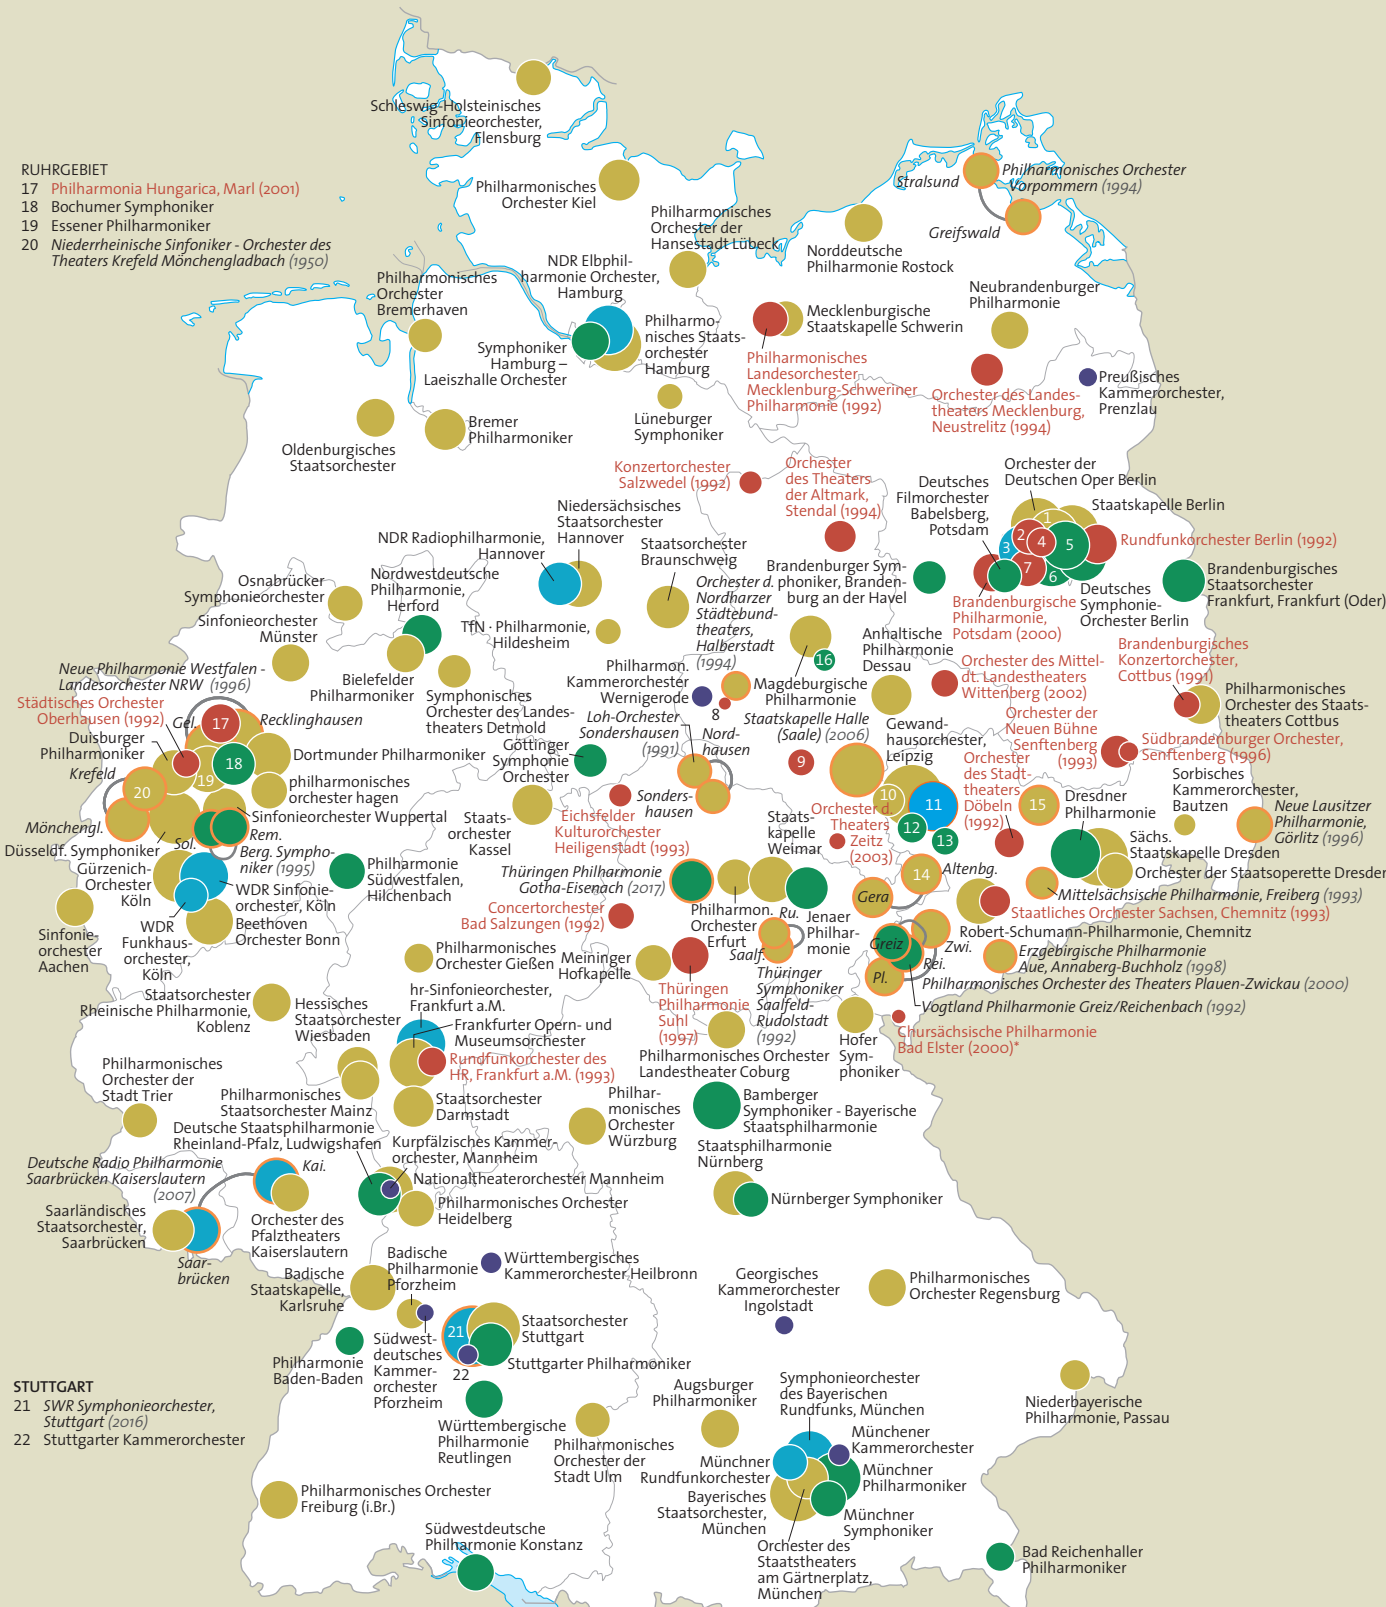 Schleswig-Holsteinisches
Sinfonieorchester,
Flensburg
RUHRGEBIET
17 Philharmonia Hungarica, Marl (2001)
18 Bochumer Symphoniker
19 Essener Philharmoniker
20 Niederrheinische Sinfoniker - Orchester des
Theaters Krefeld Mönchengladbach (1950)
Philharmonisches
Orchester Kiel
Stralsund
Philharmonisches Orchester
Vorpommern (1994)
Greifswald
Philharmonisches
Orchester der
Hansestadt Lübeck
Norddeutsche
Philharmonie Rostock
NDR Elbphil-
harmonie Orchester,
Hamburg
Philharmonisches
Orchester
Bremerhaven
Neubrandenburger
Philharmonie
Mecklenburgische
Staatskapelle Schwerin
Philharmo-
nisches Staats-
orchester
Hamburg
Symphoniker
Hamburg –
Laeiszhalle Orchester
Philharmonisches
Landesorchester
Mecklenburg-Schweriner
Philharmonie (1992)
Orchester des Landes-
theaters Mecklenburg,
Neustrelitz (1994)
Preußisches
Kammerorchester,
Prenzlau
Lüneburger
Symphoniker
Bremer
Philharmoniker
Oldenburgisches
Staatsorchester
Konzertorchester
Salzwedel (1992)
Orchester
des Theaters
der Altmark,
Stendal (1994)
Orchester der
Deutschen Oper Berlin
Deutsches
Filmorchester
Babelsberg,
Potsdam
Staatskapelle Berlin
1
2
3
4
5
6
7
Rundfunkorchester Berlin (1992)
Niedersächsisches
Staatsorchester
Hannover
NDR Radiophilharmonie,
Hannover
Staatsorchester
Braunschweig
Brandenburger Sym-
phoniker, Branden-
burg an der Havel
Brandenburgisches
Staatsorchester
Frankfurt, Frankfurt (Oder)
Deutsches
Symphonie-
Orchester Berlin
Brandenburgische
Philharmonie,
Potsdam (2000)
Osnabrücker
Symphonieorchester
Nordwestdeutsche
Philharmonie,
Herford
Orchester d.
Nordharzer
Städtebund-
theaters,
Halberstadt
(1994)
Sinfonieorchester
Münster
TfN · Philharmonie,
Hildesheim
16
Anhaltische
Philharmonie
Dessau
Brandenburgisches
Konzertorchester,
Cottbus (1991)
Orchester des Mittel-
dt. Landestheaters
Wittenberg (2002)
Neue Philharmonie Westfalen -
Landesorchester NRW (1996)
Philharmon.
Kammerorchester
Wernigerode
8
Magdeburgische
Philharmonie
Bielefelder
Philharmoniker
Symphonisches
Orchester des Landes-
theaters Detmold
Philharmonisches
Orchester des Staats-
theaters Cottbus
Städtisches Orchester
Oberhausen (1992)
Gel.
17
Recklinghausen
Loh-Orchester
Sondershausen
(1991)
Nord-
hausen
Staatskapelle Halle
(Saale) (2006)
9
Gewand-
hausorchester,
Leipzig
Orchester der
Neuen Bühne
Senftenberg
(1993)
Südbrandenburger Orchester,
Senftenberg (1996)
Duisburger
Philharmoniker
Dortmunder Philharmoniker
Göttinger
Symphonie
Orchester
18
19
20
Krefeld
philharmonisches
orchester hagen
Sonders-
hausen
10
11
12
13
Orchester
des Stadt-
theaters
Döbeln
(1992)
15
Dresdner
Philharmonie
Sorbisches
Kammerorchester,
Bautzen
Neue Lausitzer
Philharmonie,
Görlitz (1996)
Sinfonieorchester Wuppertal
Mönchengl.
Sol.
Rem.
Düsseldf. Symphoniker
Berg. Sympho-
niker (1995)
Staats-
orchester
Kassel
Eichsfelder
Kulturorchester
Heiligenstadt (1993)
Staats-
kapelle
Weimar
Orchester d.
Theaters
Zeitz
(2003)
Sächs.
Staatskapelle Dresden
Orchester der Staatsoperette Dresden
Gürzenich-
Orchester
Köln
WDR Sinfonie-
orchester, Köln
Philharmonie
Südwestfalen,
Hilchenbach
Thüringen Philharmonie
Gotha-Eisenach (2017)
Altenbg.
14
Gera
Mittelsächsische Philharmonie, Freiberg (1993)
Staatliches Orchester Sachsen, Chemnitz (1993)
Robert-Schumann-Philharmonie, Chemnitz
Concertorchester
Bad Salzungen (1992)
Philharmon.
Orchester
Erfurt
Ru.
Saalf.
Jenaer
Philhar-
monie
Beethoven
Orchester Bonn
WDR
Funkhaus-
orchester,
Köln
Sinfonie-
orchester
Aachen
Philharmonisches
Orchester Gießen
Meininger
Hofkapelle
Greiz
Zwi.
Rei.
Pl.
Erzgebirgische Philharmonie
Aue, Annaberg-Buchholz (1998)
Philharmonisches Orchester des Theaters Plauen-Zwickau (2000)
Vogtland Philharmonie Greiz/Reichenbach (1992)
Thüringen
Philharmonie
Suhl
(1997)
Thüringer
Symphoniker
Saalfeld-
Rudolstadt
(1992)
hr-Sinfonieorchester,
Frankfurt a.M.
Staatsorchester
Rheinische Philharmonie,
Koblenz
Hessisches
Staatsorchester
Wiesbaden
Frankfurter Opern- und
Museumsorchester
Chursächsische Philharmonie
Bad Elster (2000)*
Hofer
Sym-
phoniker
Rundfunkorchester des
HR, Frankfurt a.M. (1993)
Philharmonisches Orchester
Landestheater Coburg
Philharmonisches
Orchester der
Stadt Trier
Philharmonisches
Staatsorchester Mainz
Staatsorchester
Darmstadt
Philhar-
monisches
Orchester
Würzburg
Bamberger
Symphoniker - Bayerische
Staatsphilharmonie
Deutsche Staatsphilharmonie
Rheinland-Pfalz, Ludwigshafen
Kurpfälzisches Kammer-
orchester, Mannheim
Staatsphilharmonie
Nürnberg
Deutsche Radio Philharmonie
Saarbrücken Kaiserslautern
(2007)
Kai.
Nationaltheaterorchester Mannheim
Nürnberger Symphoniker
Philharmonisches Orchester
Heidelberg
Saarländisches
Staatsorchester,
Saarbrücken
Orchester des
Pfalztheaters
Kaiserslautern
Saar-
brücken
Badische
Philharmonie
Pforzheim
Württembergisches
Kammerorchester Heilbronn
Badische
Staatskapelle,
Karlsruhe
Georgisches
Kammerorchester
Ingolstadt
Philharmonisches
Orchester Regensburg
Staatsorchester
Stuttgart
21
22
Südwest-
deutsches
Kammer-
orchester
Pforzheim
Philharmonie
Baden-Baden
Stuttgarter Philharmoniker
STUTTGART
21 SWR Symphonieorchester,
Stuttgart (2016)
22 Stuttgarter Kammerorchester
Augsburger
Philharmoniker
Symphonieorchester
des Bayerischen
Rundfunks, München
Niederbayerische
Philharmonie, Passau
Württembergische
Philharmonie
Reutlingen
Philharmonisches
Orchester der
Stadt Ulm
Münchener
Kammerorchester
Münchner
Rundfunkorchester
Münchner
Philharmoniker
Bayerisches
Staatsorchester,
München
Münchner
Symphoniker
Philharmonisches Orchester
Freiburg (i.Br.)
Südwestdeutsche
Philharmonie Konstanz
Orchester des
Staatstheaters
am Gärtnerplatz,
München
Bad Reichenhaller
Philharmoniker